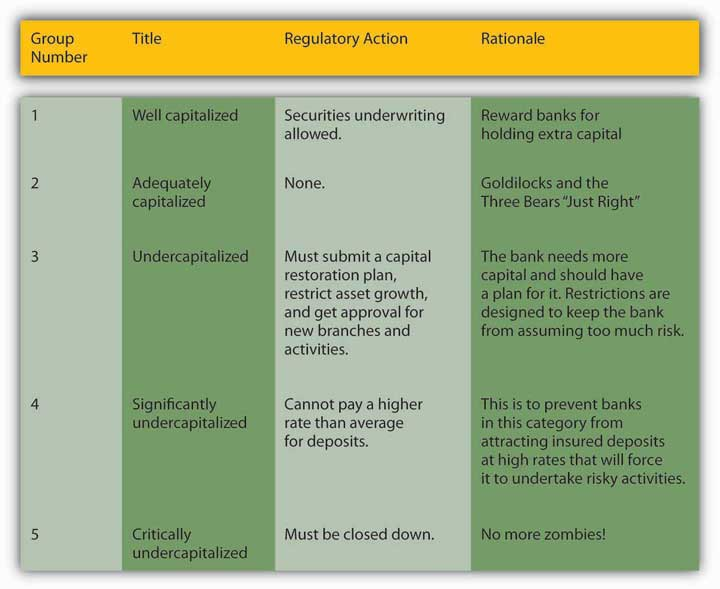 Group Number
Title
Regulatory Action
Rationale
1
Well capitalized
Securities underwriting
allowed.
Reward banks for
holding extra capital
2
Adequately
capitalized
None.
Goldilocks and the
Three Bears “Just Right”
3
Undercapitalized
Must submit a capital
restoration plan,
restrict asset growth,
and get approval for
new branches and
activities.
The bank needs more
capital and should have
a plan for it. Restrictions are
designed to keep the bank
from assuming too much risk.
4
Significantly
undercapitalized
Cannot pay a higher
rate than average
for deposits.
This is to prevent banks
in this category from
attracting insured deposits
at high rates that will force
it to undertake risky activities.
5
Critically
undercapitalized
Must be closed down.
No more zombies!